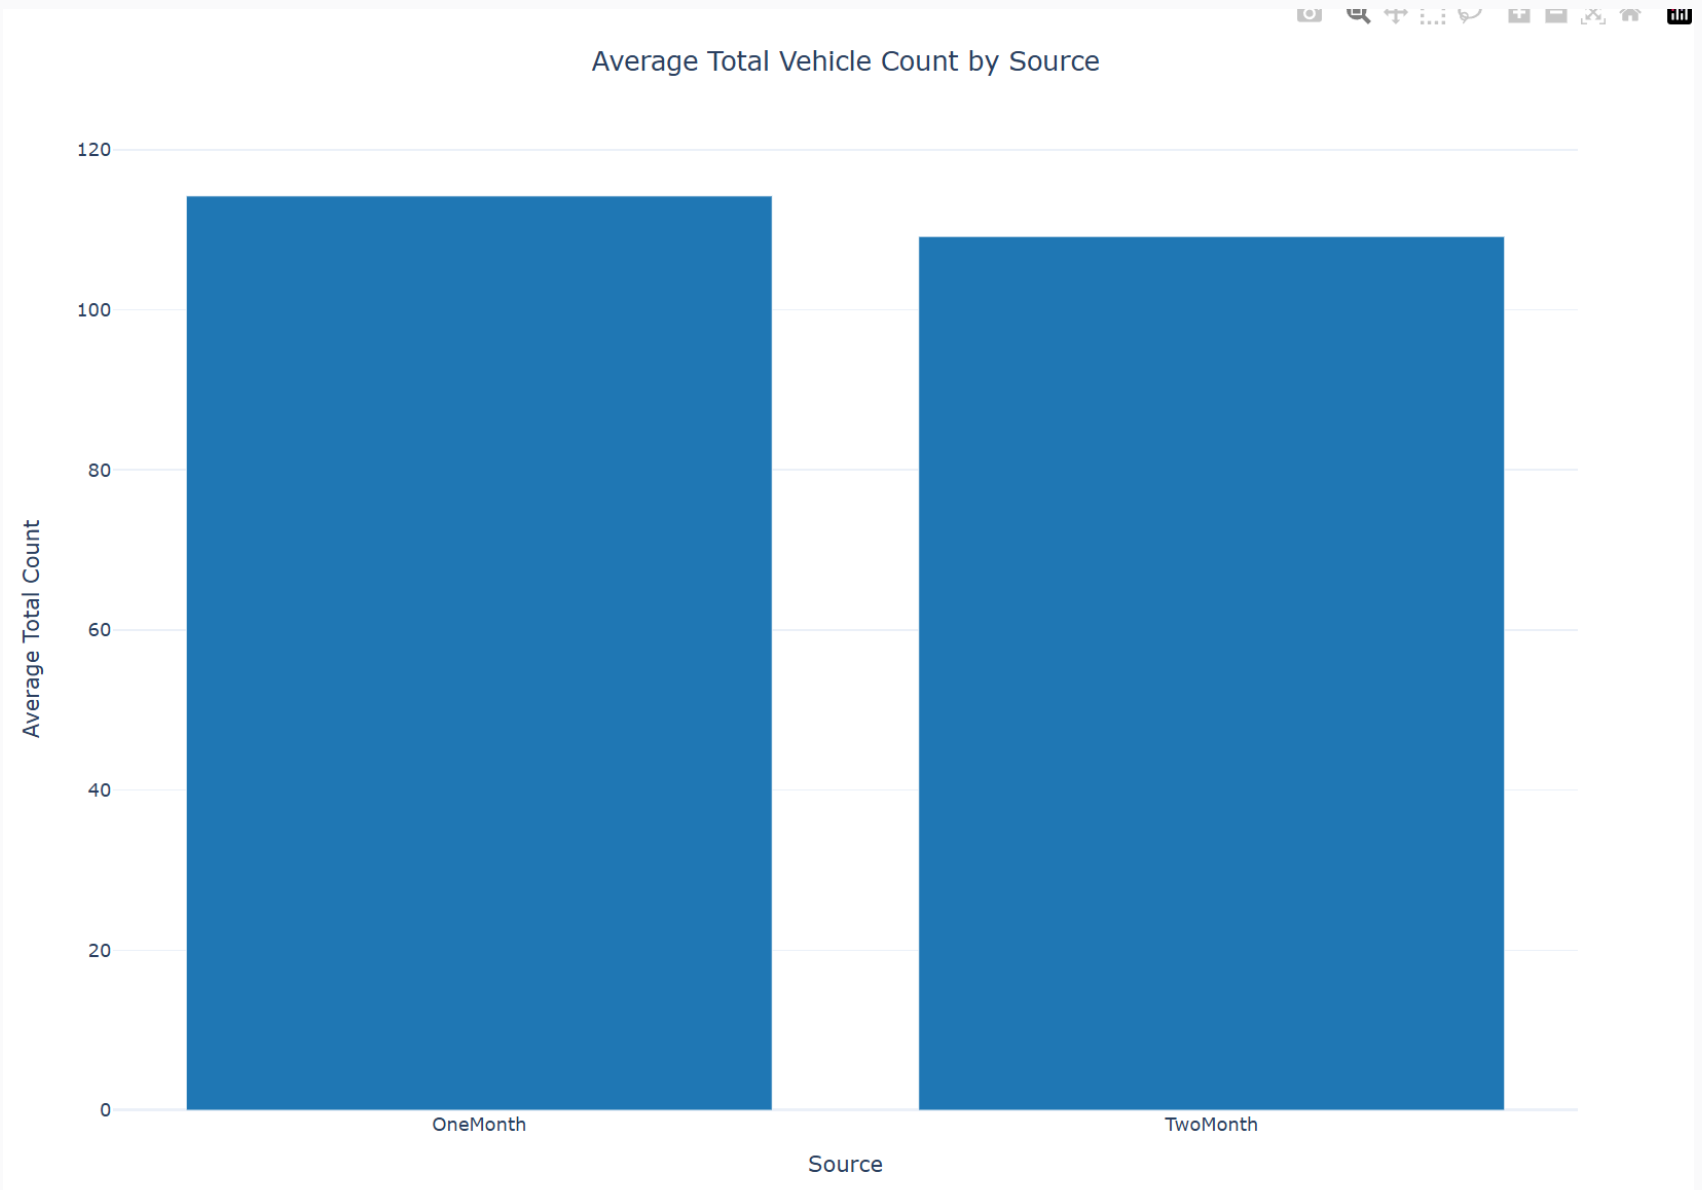 Average Total Vehicle Count by Source
120
100
80
60
40
20
0
Average Total Count
OneMonth
TwoMonth
Source